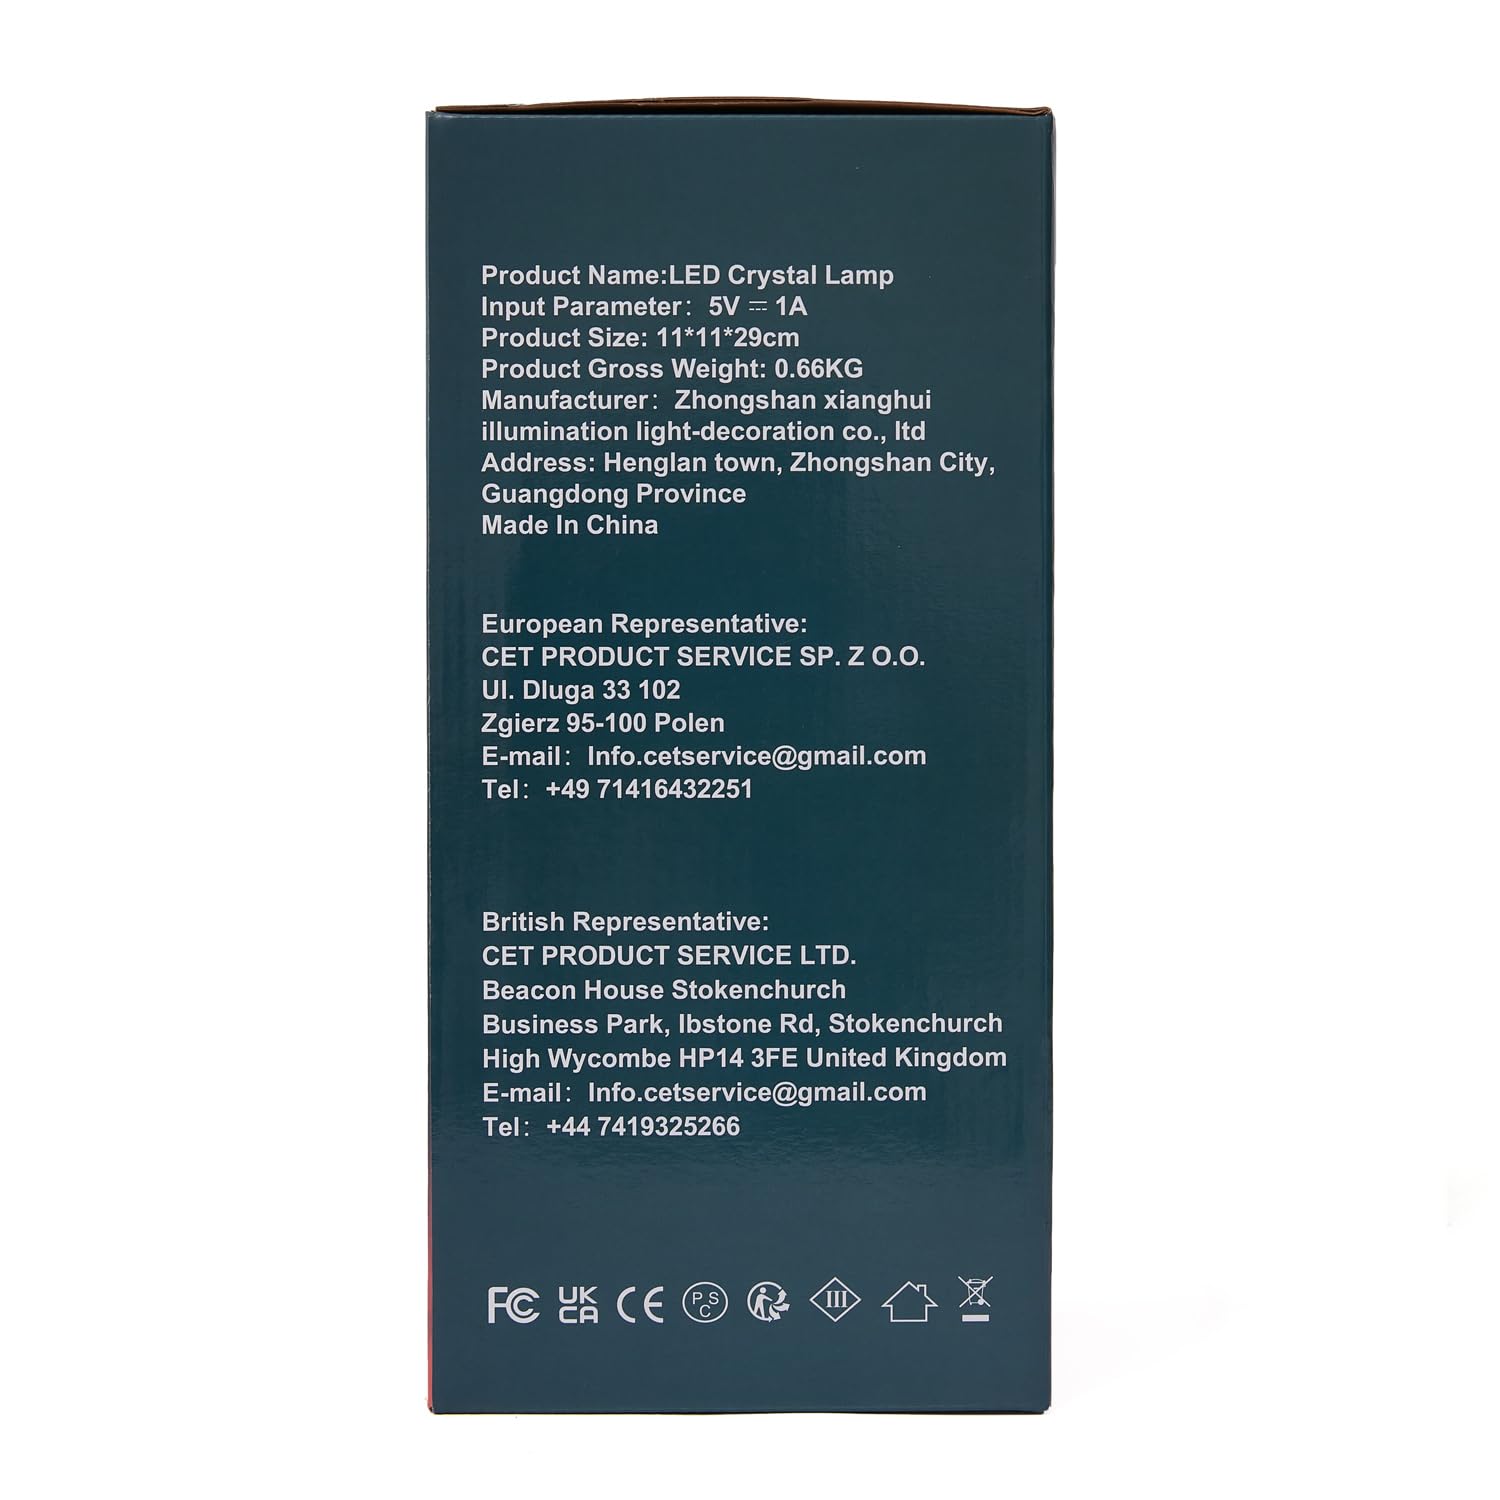 Product Name:LED Crystal Lamp
Input Parameter： 5V ⎓ 1A
Product Size: 11*11*29cm
Product Gross Weight: 0.66KG
Manufacturer： Zhongshan xianghui
illumination light-decoration co., ltd
Address: Henglan town, Zhongshan City,
Guangdong Province
Made In China
European Representative:
CET PRODUCT SERVICE SP. Z O.O.
Ul. Dluga 33 102
Zgierz 95-100 Polen
E-mail： Info.cetservice@gmail.com
Tel： +49 71416432251
British Representative:
CET PRODUCT SERVICE LTD.
Beacon House Stokenchurch
Business Park, Ibstone Rd, Stokenchurch
High Wycombe HP14 3FE United Kingdom
E-mail： Info.cetservice@gmail.com
Tel： +44 7419325266
FC UK CA CE P S C III